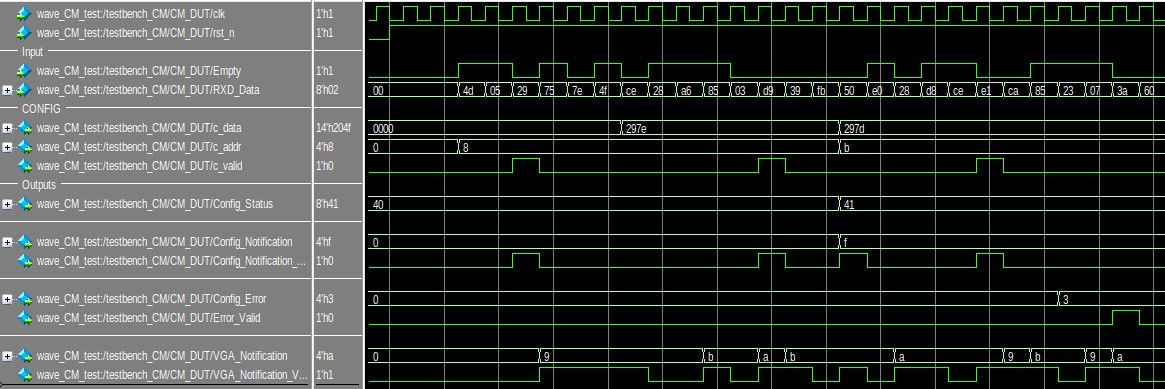 wave_CM_test:/testbench_CM/CM_DUT/clk 1'h1
wave_CM_test:/testbench_CM/CM_DUT/rst_n 1'h1
Input
wave_CM_test:/testbench_CM/CM_DUT/Empty 1'h1
wave_CM_test:/testbench_CM/CM_DUT/RXD_Data 8'h02 00 4d 05 29 75 7e 4f ce 28 a6 85 03 d9 39 fb 50 e0 28 d8 ce e1 ca 85 23 07 3a 60
CONFIG
wave_CM_test:/testbench_CM/CM_DUT/c_data 14'h204f 0000 297e 297d
wave_CM_test:/testbench_CM/CM_DUT/c_addr 4'h8 0 8 b
wave_CM_test:/testbench_CM/CM_DUT/c_valid 1'h0
Outputs
wave_CM_test:/testbench_CM/CM_DUT/Config_Status 8'h41 40 41
wave_CM_test:/testbench_CM/CM_DUT/Config_Notification 4'hf 0 f
wave_CM_test:/testbench_CM/CM_DUT/Config_Notification_... 1'h0
wave_CM_test:/testbench_CM/CM_DUT/Config_Error 4'h3 0 3
wave_CM_test:/testbench_CM/CM_DUT/Error_Valid 1'h0
wave_CM_test:/testbench_CM/CM_DUT/VGA_Notification 4'ha 0 9 b a b a 9 b 9 a
wave_CM_test:/testbench_CM/CM_DUT/VGA_Notification_V... 1'h1